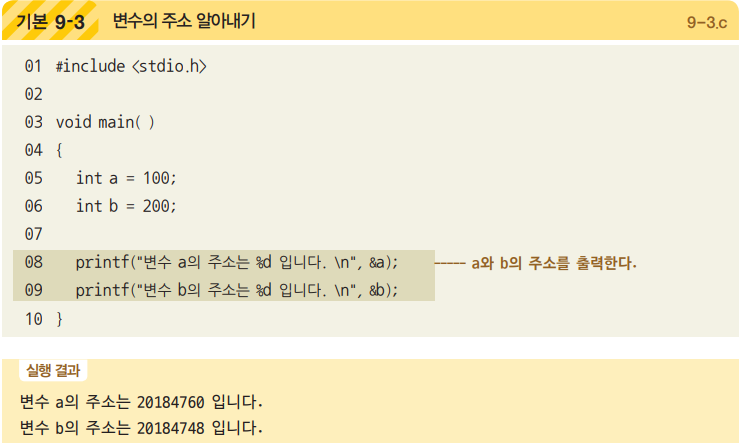 기본 9-3 변수의 주소 알아내기 9-3.c
01 #include <stdio.h>
02
03 void main( )
04 {
05 int a = 100;
06 int b = 200;
07
08 printf("변수 a의 주소는 %d 입니다. \n", &a); a와 b의 주소를 출력한다.
09 printf("변수 b의 주소는 %d 입니다. \n", &b);
10 }
실행 결과
변수 a의 주소는 20184760 입니다.
변수 b의 주소는 20184748 입니다.